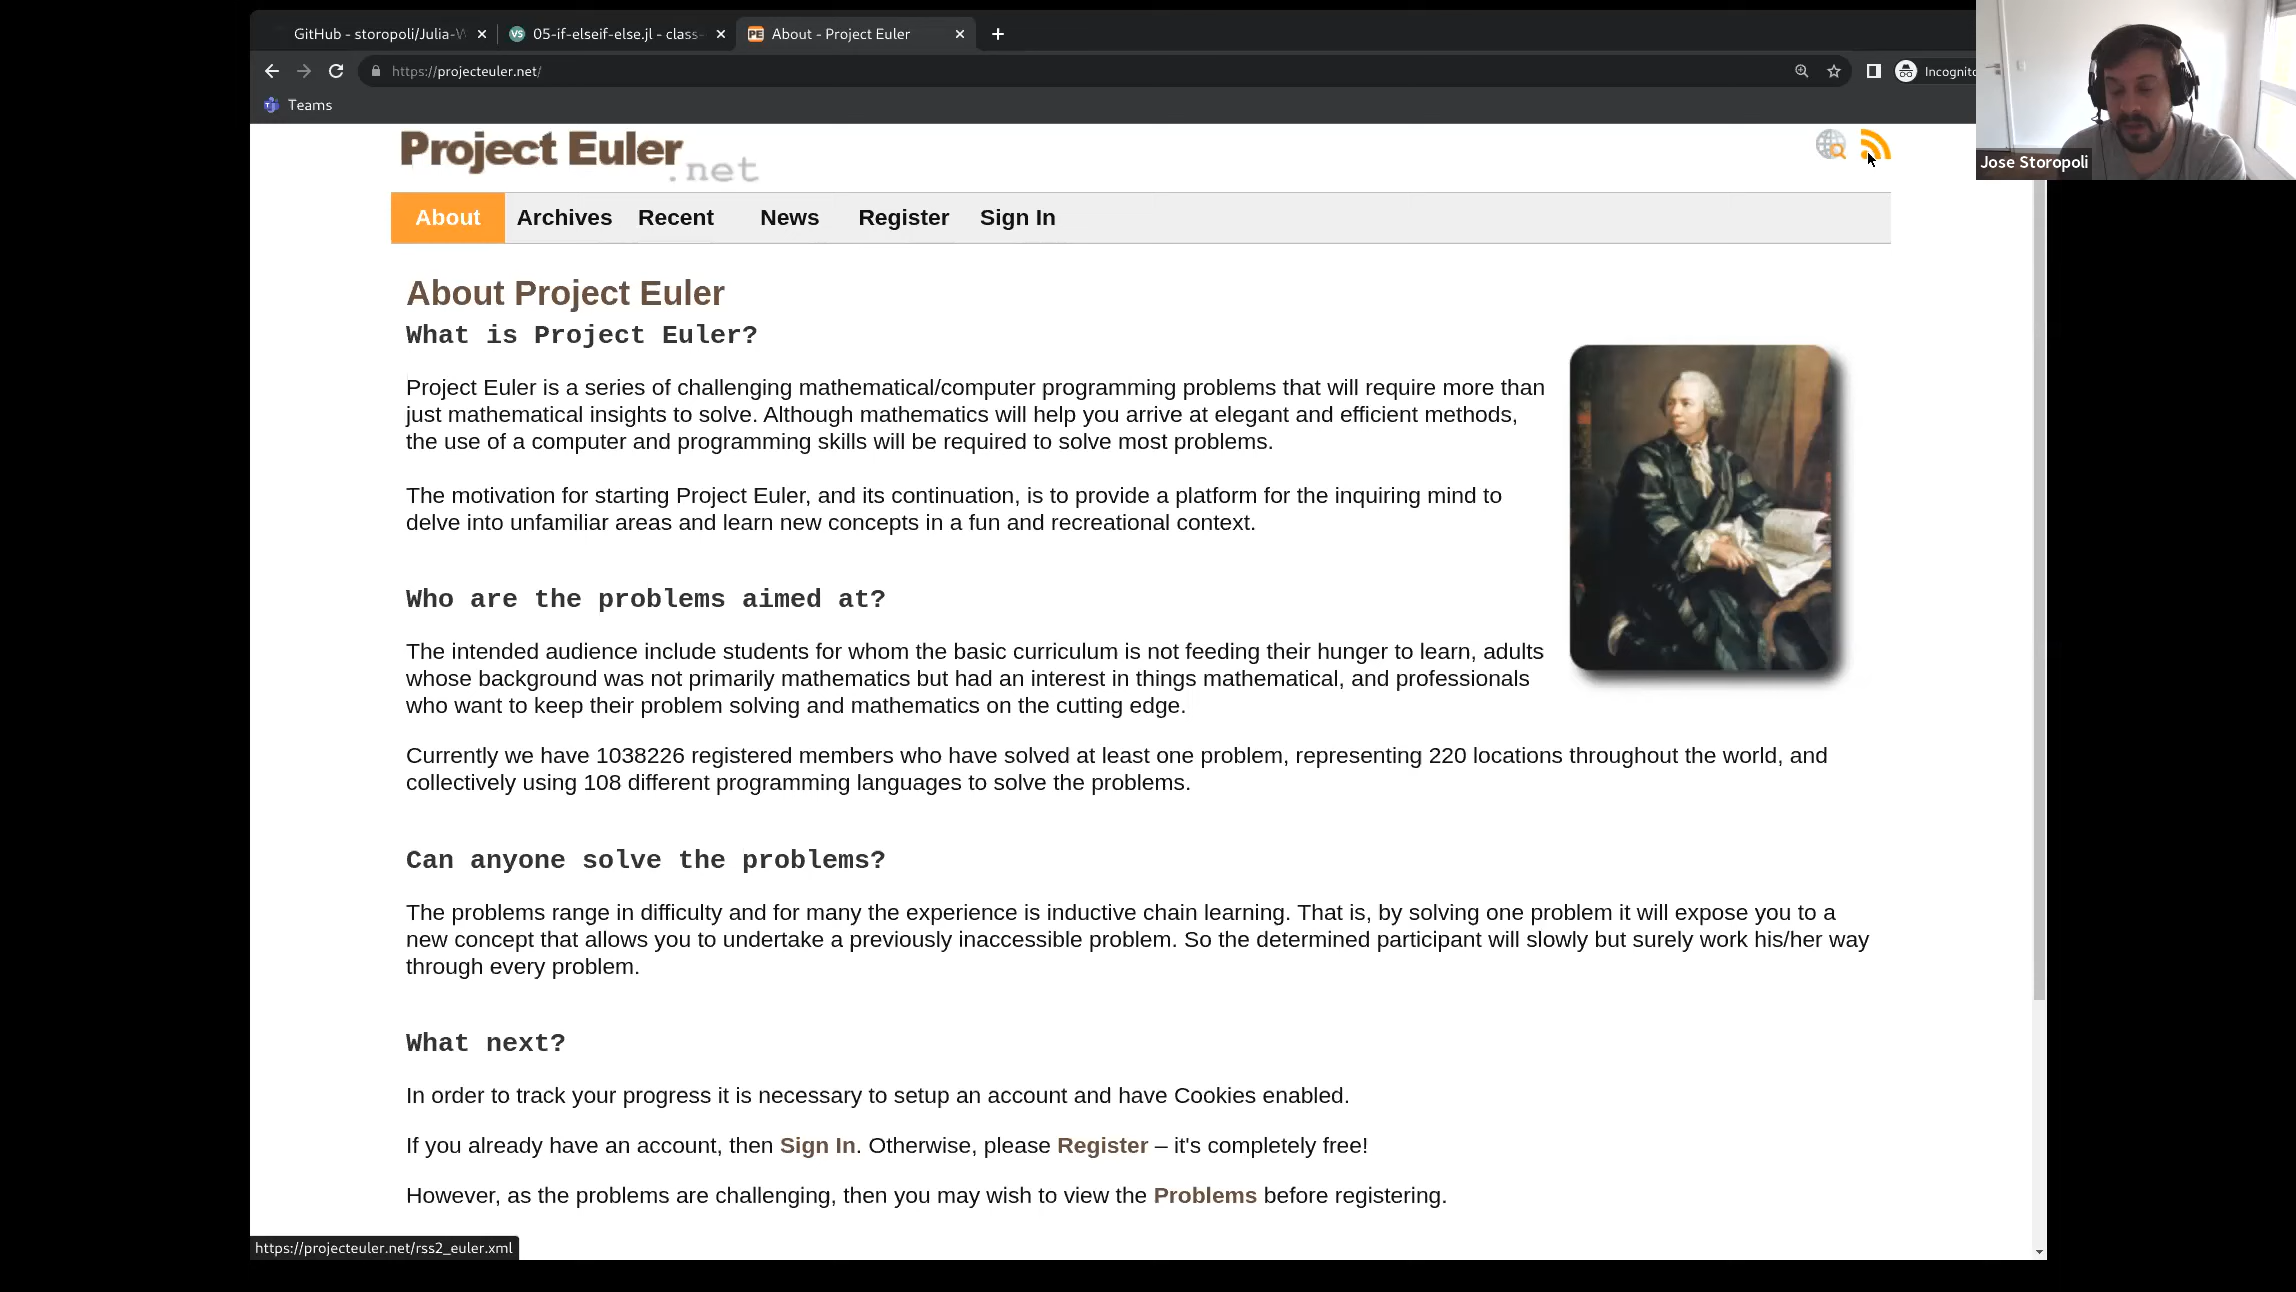 GitHub - storopoli/Julia-W
05-if-elseif-else.jl - class-
About - Project Euler
https://projecteuler.net/
Incognito
Teams
Jose Storopoli
Project Euler
.net
About Archives Recent News Register Sign In
About Project Euler
What is Project Euler?
Project Euler is a series of challenging mathematical/computer programming problems that will require more than
just mathematical insights to solve. Although mathematics will help you arrive at elegant and efficient methods,
the use of a computer and programming skills will be required to solve most problems.
The motivation for starting Project Euler, and its continuation, is to provide a platform for the inquiring mind to
delve into unfamiliar areas and learn new concepts in a fun and recreational context.
Who are the problems aimed at?
The intended audience include students for whom the basic curriculum is not feeding their hunger to learn, adults
whose background was not primarily mathematics but had an interest in things mathematical, and professionals
who want to keep their problem solving and mathematics on the cutting edge.
Currently we have 1038226 registered members who have solved at least one problem, representing 220 locations throughout the world, and
collectively using 108 different programming languages to solve the problems.
Can anyone solve the problems?
The problems range in difficulty and for many the experience is inductive chain learning. That is, by solving one problem it will expose you to a
new concept that allows you to undertake a previously inaccessible problem. So the determined participant will slowly but surely work his/her way
through every problem.
What next?
In order to track your progress it is necessary to setup an account and have Cookies enabled.
If you already have an account, then Sign In. Otherwise, please Register – it's completely free!
However, as the problems are challenging, then you may wish to view the Problems before registering.
https://projecteuler.net/rss2_euler.xml